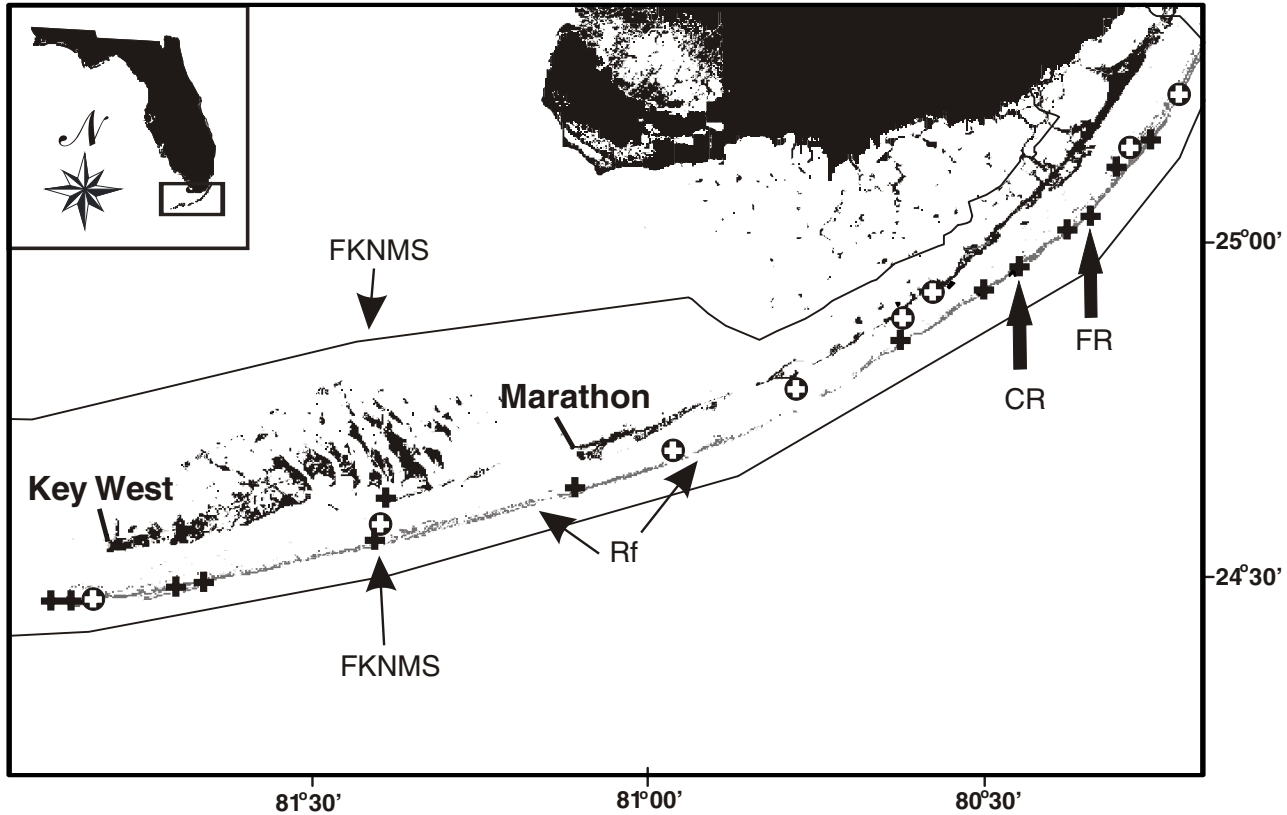 N
FKNMS
25°00’
FR
CR
Marathon
Key West
Rf
24°30’
FKNMS
81°30’
81°00’
80°30’